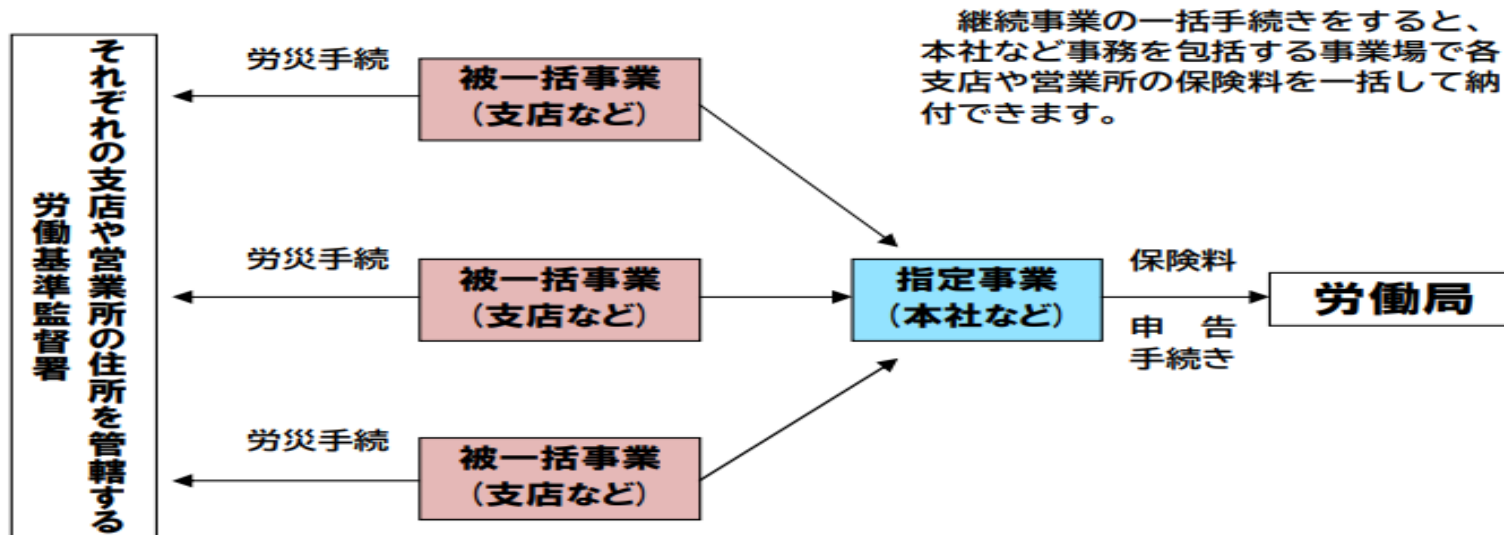 継続事業の一括手続きをすると、
本社など事務を包括する事業場で各
支店や営業所の保険料を一括して納
付できます。
それぞれの支店や営業所の住所を管轄する
労働基準監督署
労災手続
被一括事業
(支店など)
労災手続
被一括事業
(支店など)
労災手続
被一括事業
(支店など)
指定事業
(本社など)
保険料
申 告
手続き
労働局